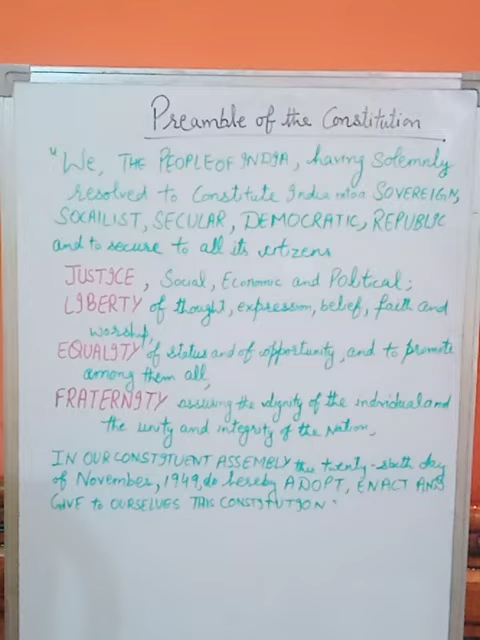 Preamble of the Constitution
"We, THE PEOPLE OF INDIA, having Solemnly
resolved to Constitute India into a SOVEREIGN,
SOCAILIST, SECULAR, DEMOCRATIC, REPUBLIC
and to secure to all its citizens
JUSTICE, Social, Economic and Political;
LIBERTY of thought, expression, belief, faith and
worship,
EQUALITY of status and of opportunity, and to promote
among them all,
FRATERNITY assuring the dignity of the individual and
the unity and integrity of the Nation,
IN OUR CONSTITUENT ASSEMBLY this twenty-sixth day
of November, 1949, do hereby ADOPT, ENACT AND
GIVE to OURSELVES THIS CONSTITUTION.